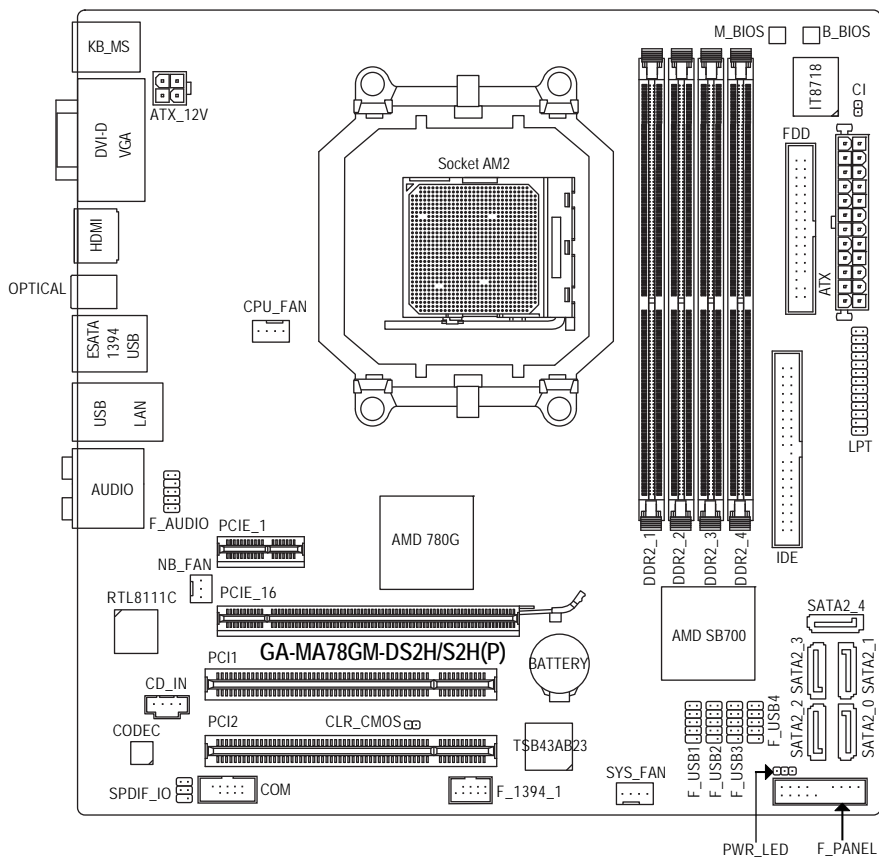 KB_MS
M_BIOS
B_BIOS
IT8718
CI
ATX_12V
DVI-D
VGA
FDD
Socket AM2
HDMI
ATX
OPTICAL
CPU_FAN
ESATA
1394
USB
USB
LAN
LPT
AUDIO
F_AUDIO
PCIE_1
AMD 780G
DDR2_1
DDR2_2
DDR2_3
DDR2_4
IDE
NB_FAN
RTL8111C
PCIE_16
SATA2_4
AMD SB700
GA-MA78GM-DS2H/S2H(P)
BATTERY
SATA2_3
SATA2_1
PCI1
CD_IN
SATA2_2
SATA2_0
PCI2
CLR_CMOS
F_USB4
CODEC
TSB43AB23
F_USB1
F_USB2
F_USB3
SYS_FAN
SPDIF_IO
COM
F_1394_1
PWR_LED
F_PANEL